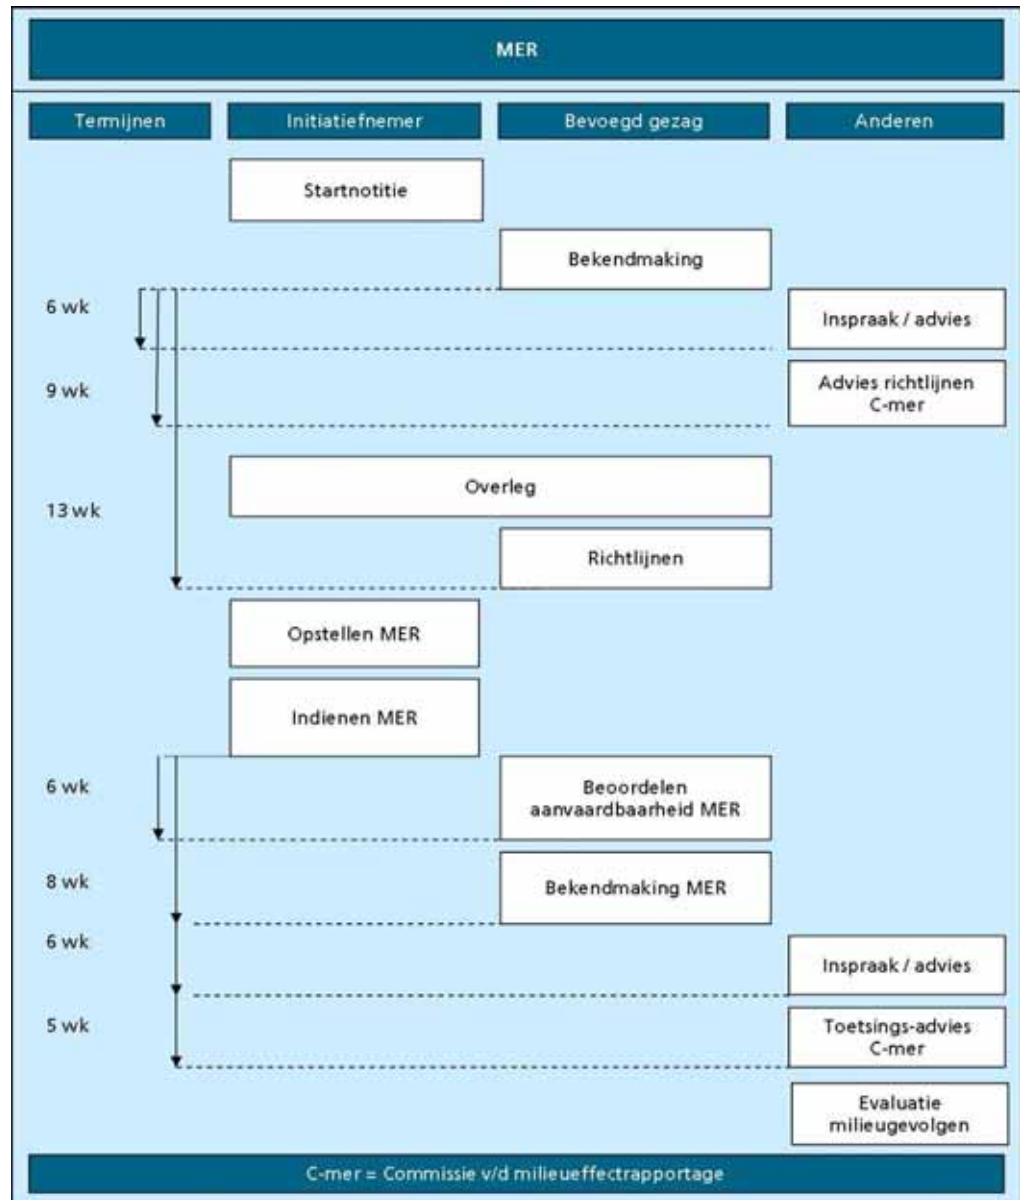 MER
Termijnen
Initiatiefnemer
Bevoegd gezag
Anderen
Startnotitie
Bekendmaking
6 wk
Inspraak / advies
9 wk
Advies richtlijnen
C-mer
Overleg
13 wk
Richtlijnen
Opstellen MER
Indienen MER
6 wk
Beoordelen
aanvaardbaarheid MER
8 wk
Bekendmaking MER
6 wk
Inspraak / advies
5 wk
Toetsings-advies
C-mer
Evaluatie
milieugevolgen
C-mer = Commissie v/d milieueffectrapportage